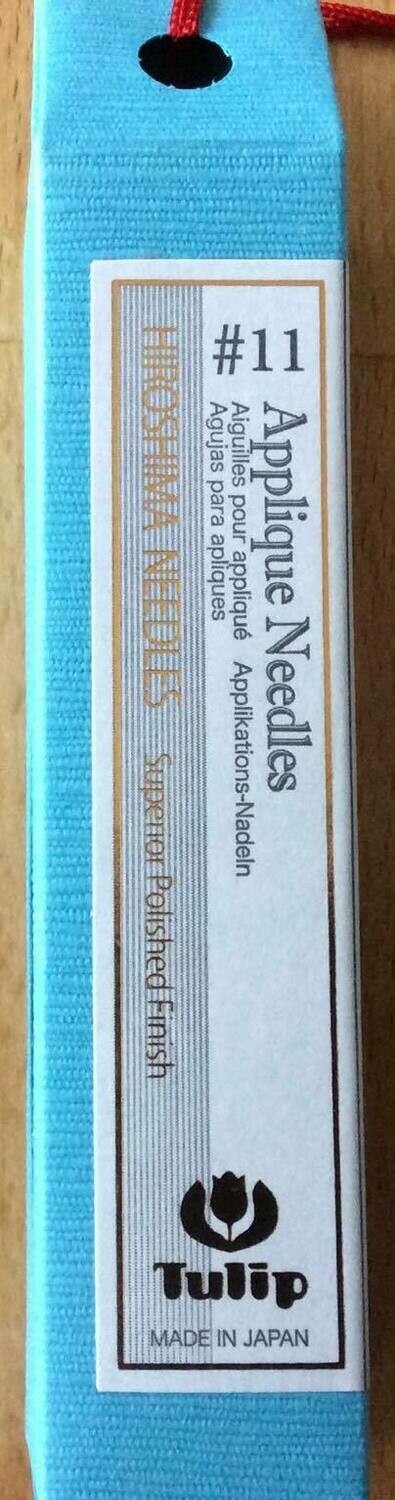 #11
Applique Needles
Aiguilles pour appliqué Applikations-Nadeln
Agujas para apliques
HIROSHIMA NEEDLES Superior Polished Finish
Tulip
MADE IN JAPAN